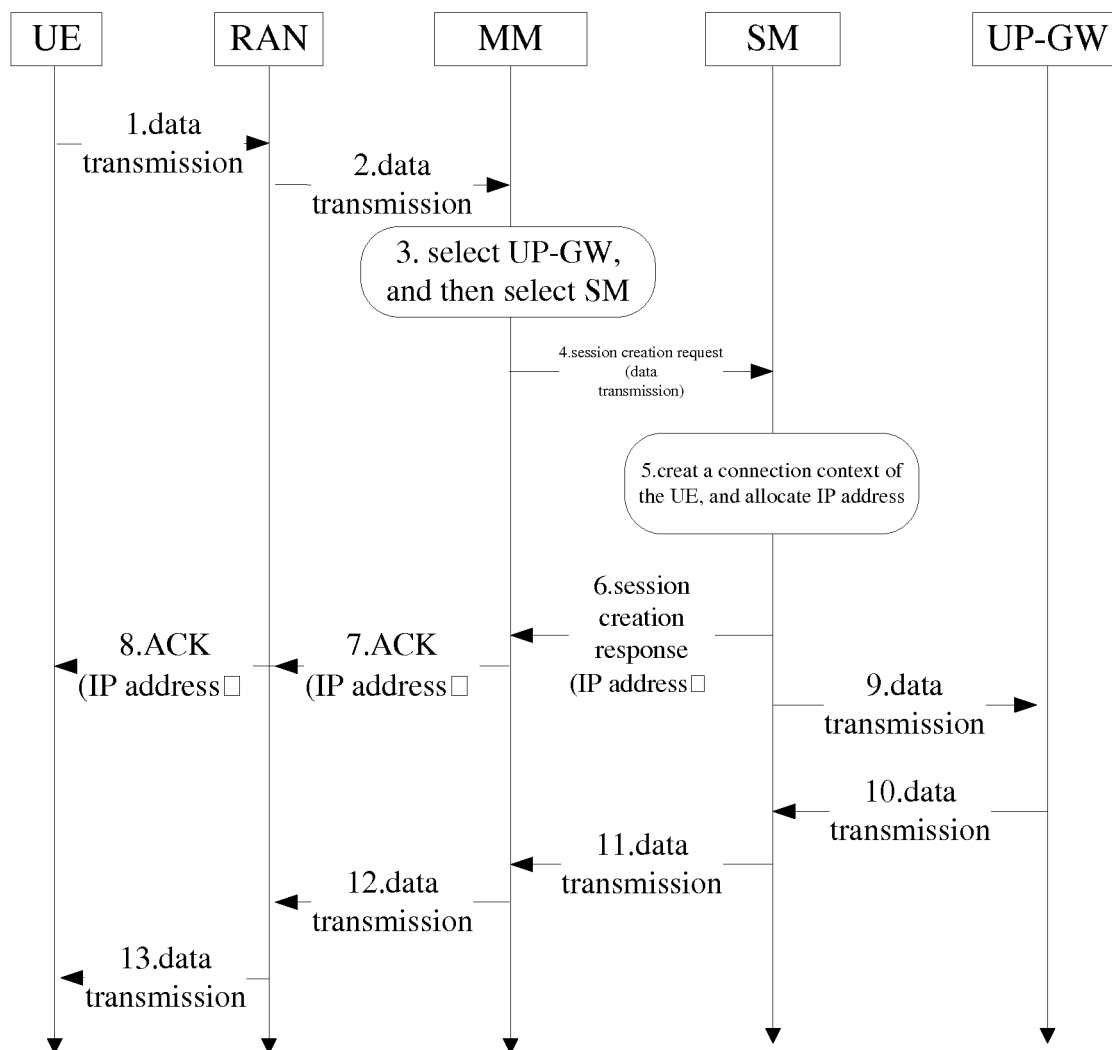 UE
RAN
MM
SM
UP-GW
1.data
transmission
2.data
transmission
3. select UP-GW,
and then select SM
4.session creation request
(data
transmission)
5.creat a connection context of
the UE, and allocate IP address
6.session
creation
response
(IP address□
7.ACK
(IP address□
8.ACK
(IP address□
9.data
transmission
10.data
transmission
11.data
transmission
12.data
transmission
13.data
transmission